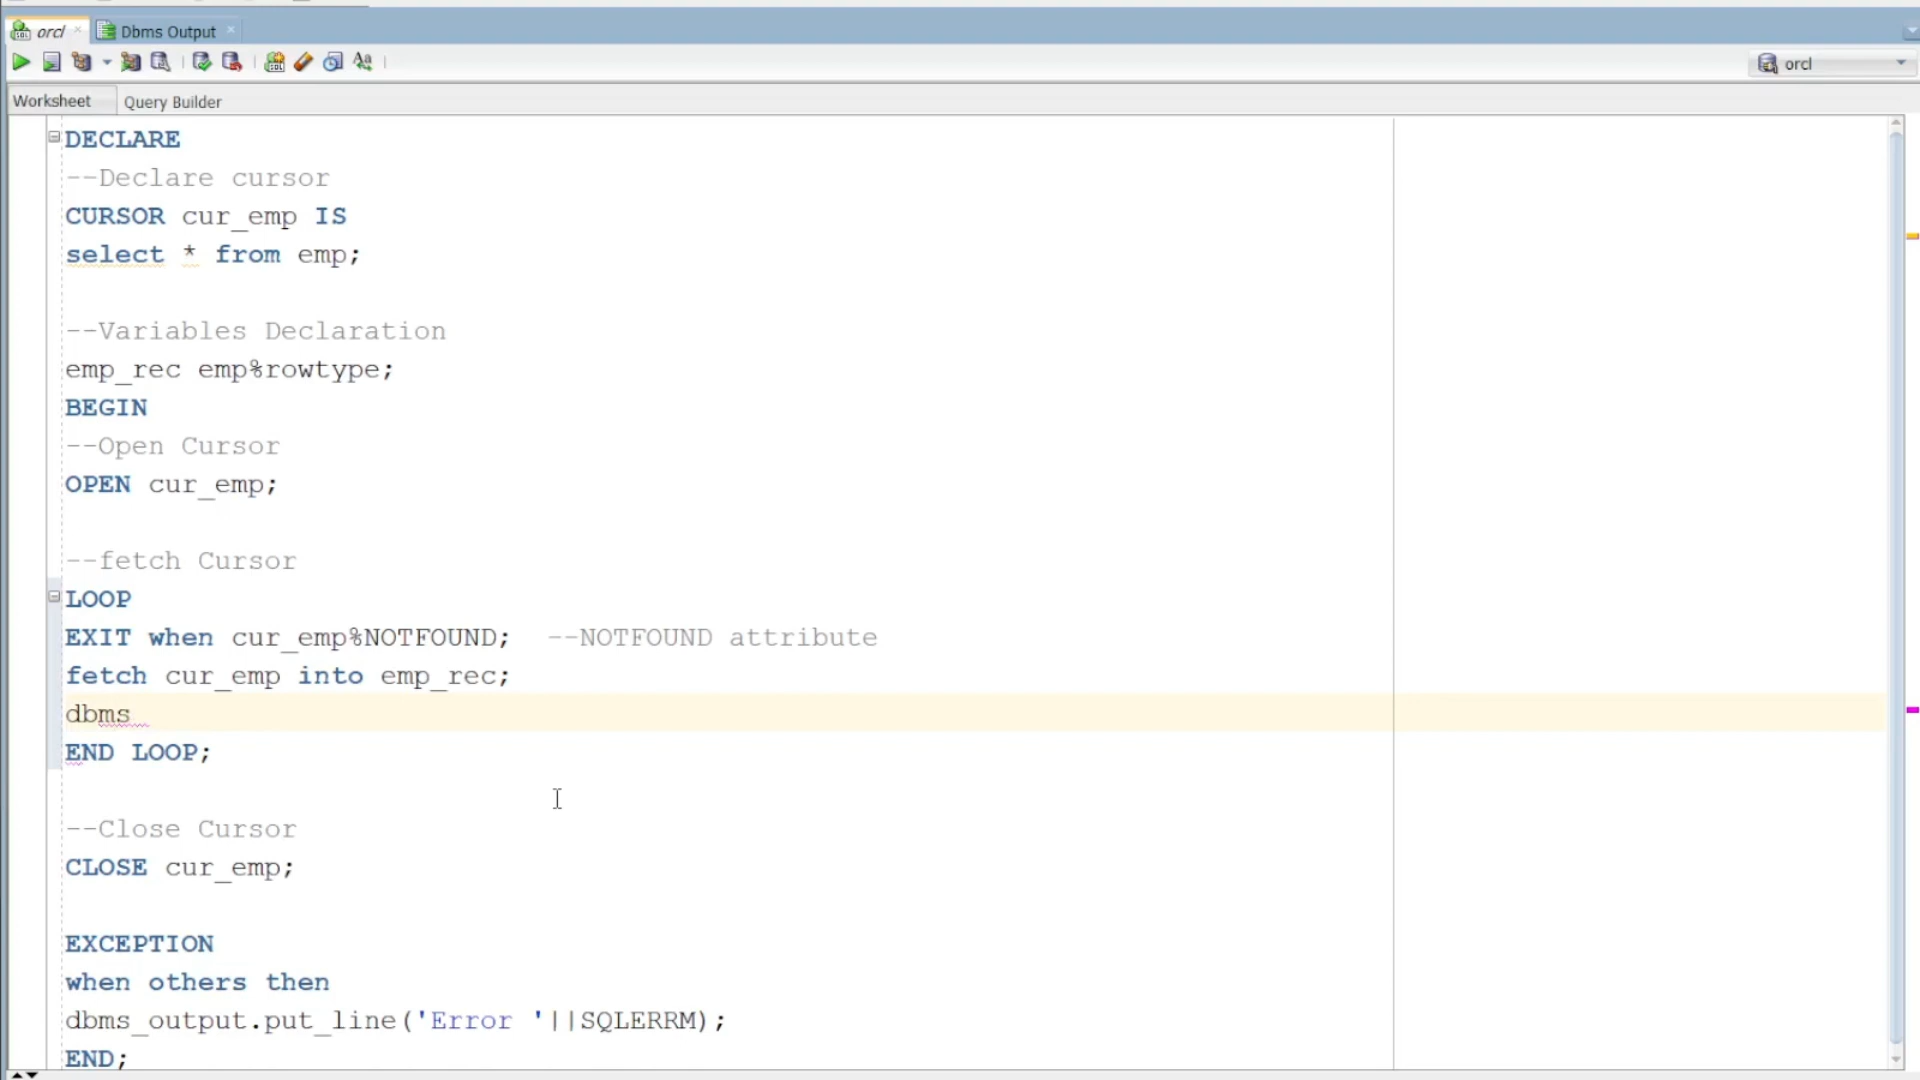 orcl
Dbms Output
orcl
Worksheet
Query Builder
DECLARE
--Declare cursor
CURSOR cur_emp IS
select * from emp;
--Variables Declaration
emp_rec emp%rowtype;
BEGIN
--Open Cursor
OPEN cur_emp;
--fetch Cursor
LOOP
EXIT when cur_emp%NOTFOUND;  --NOTFOUND attribute
fetch cur_emp into emp_rec;
dbms_
END LOOP;
--Close Cursor
CLOSE cur_emp;
EXCEPTION
when others then
dbms_output.put_line('Error '||SQLERRM);
END;